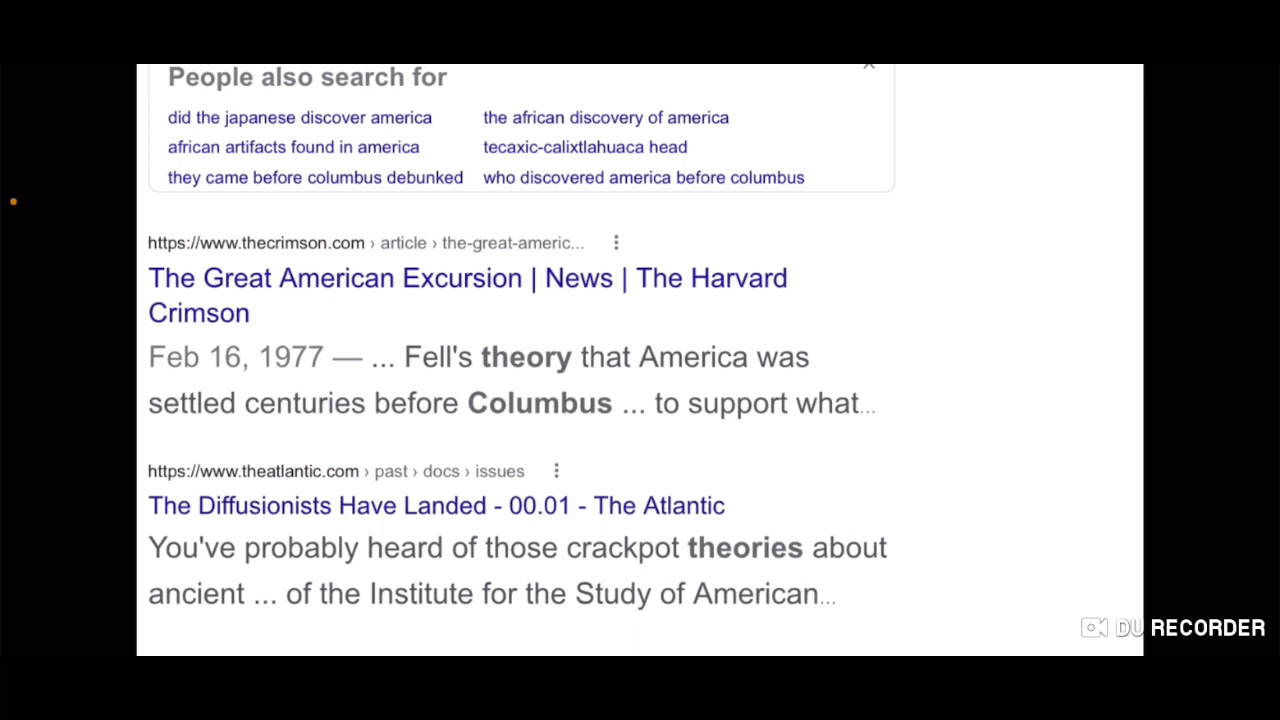 People also search for
did the japanese discover america
the african discovery of america
african artifacts found in america
tecaxic-calixtlahuaca head
they came before columbus debunked
who discovered america before columbus
https://www.thecrimson.com › article › the-great-americ...
The Great American Excursion | News | The Harvard
Crimson
Feb 16, 1977 — ... Fell's theory that America was
settled centuries before Columbus ... to support what...
https://www.theatlantic.com › past › docs › issues
The Diffusionists Have Landed - 00.01 - The Atlantic
You've probably heard of those crackpot theories about
ancient ... of the Institute for the Study of American...
DU RECORDER